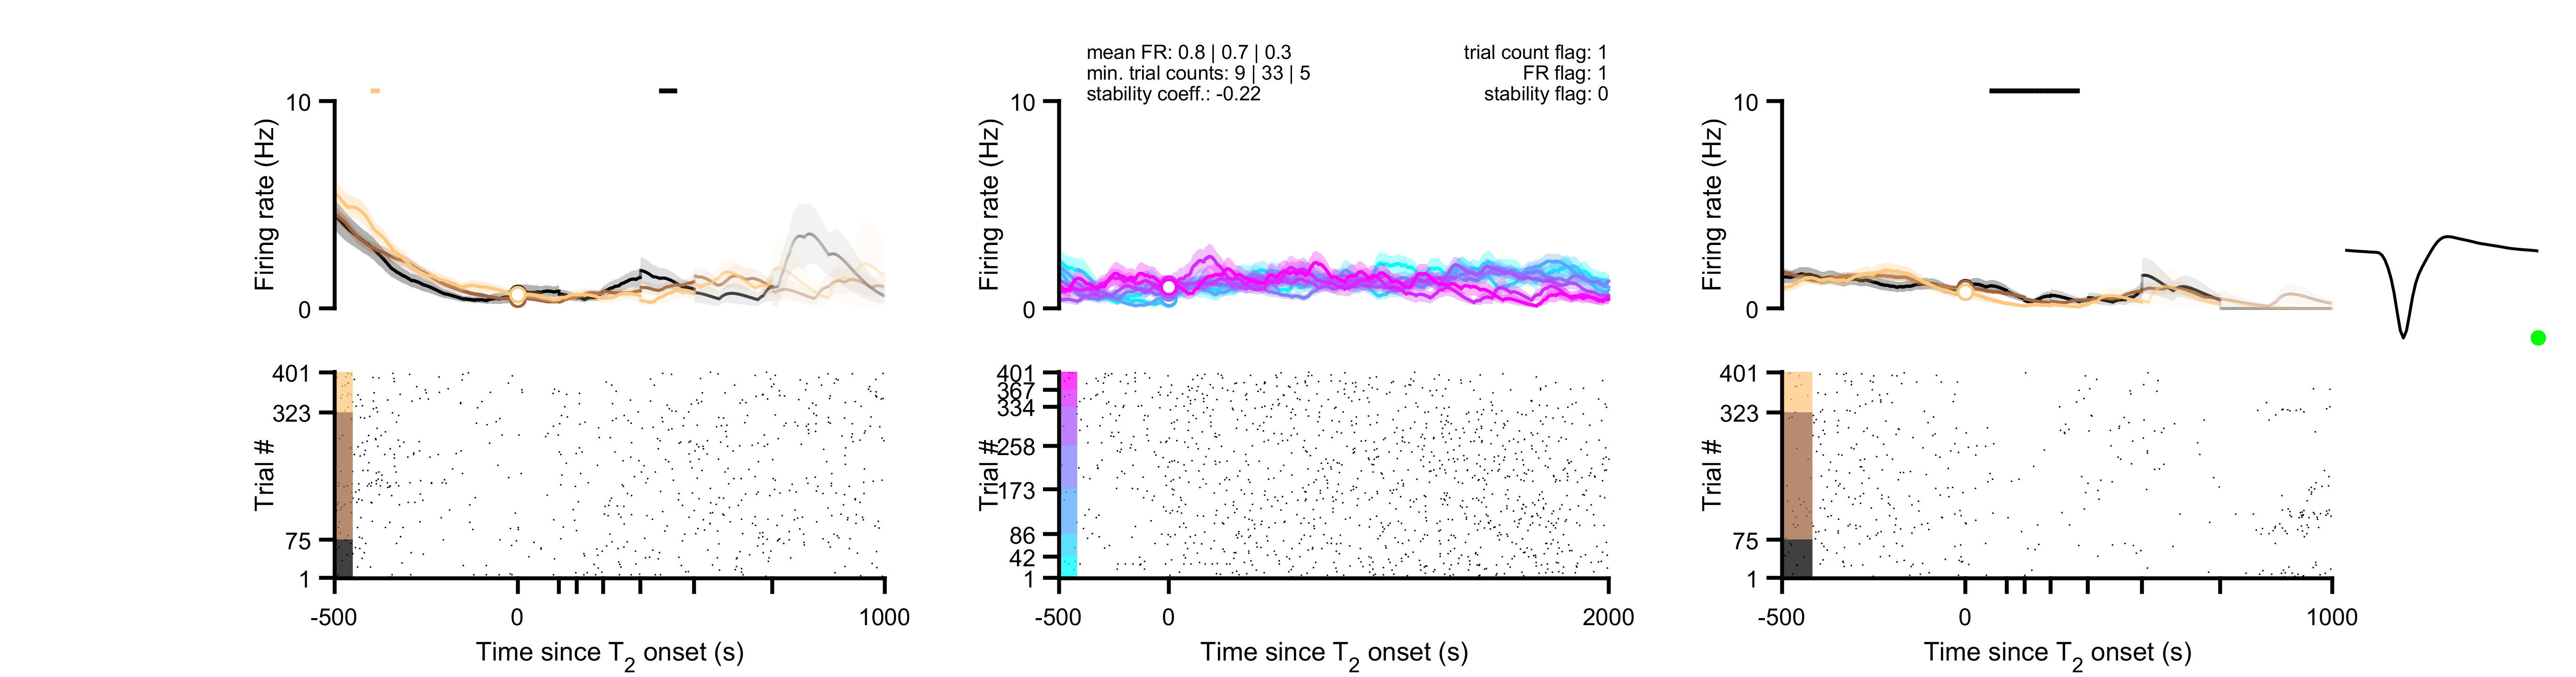 mean FR: 0.8 | 0.7 | 0.3
min. trial counts: 9 | 33 | 5
stability coeff.: -0.22
trial count flag: 1
FR flag: 1
stability flag: 0
10
0
Firing rate (Hz)
401
323
75
1
Trial #
-500
0
1000
Time since T2 onset (s)
10
0
Firing rate (Hz)
401
367
334
258
173
86
42
1
Trial #
-500
0
2000
Time since T2 onset (s)
10
0
Firing rate (Hz)
401
323
75
1
Trial #
-500
0
1000
Time since T2 onset (s)